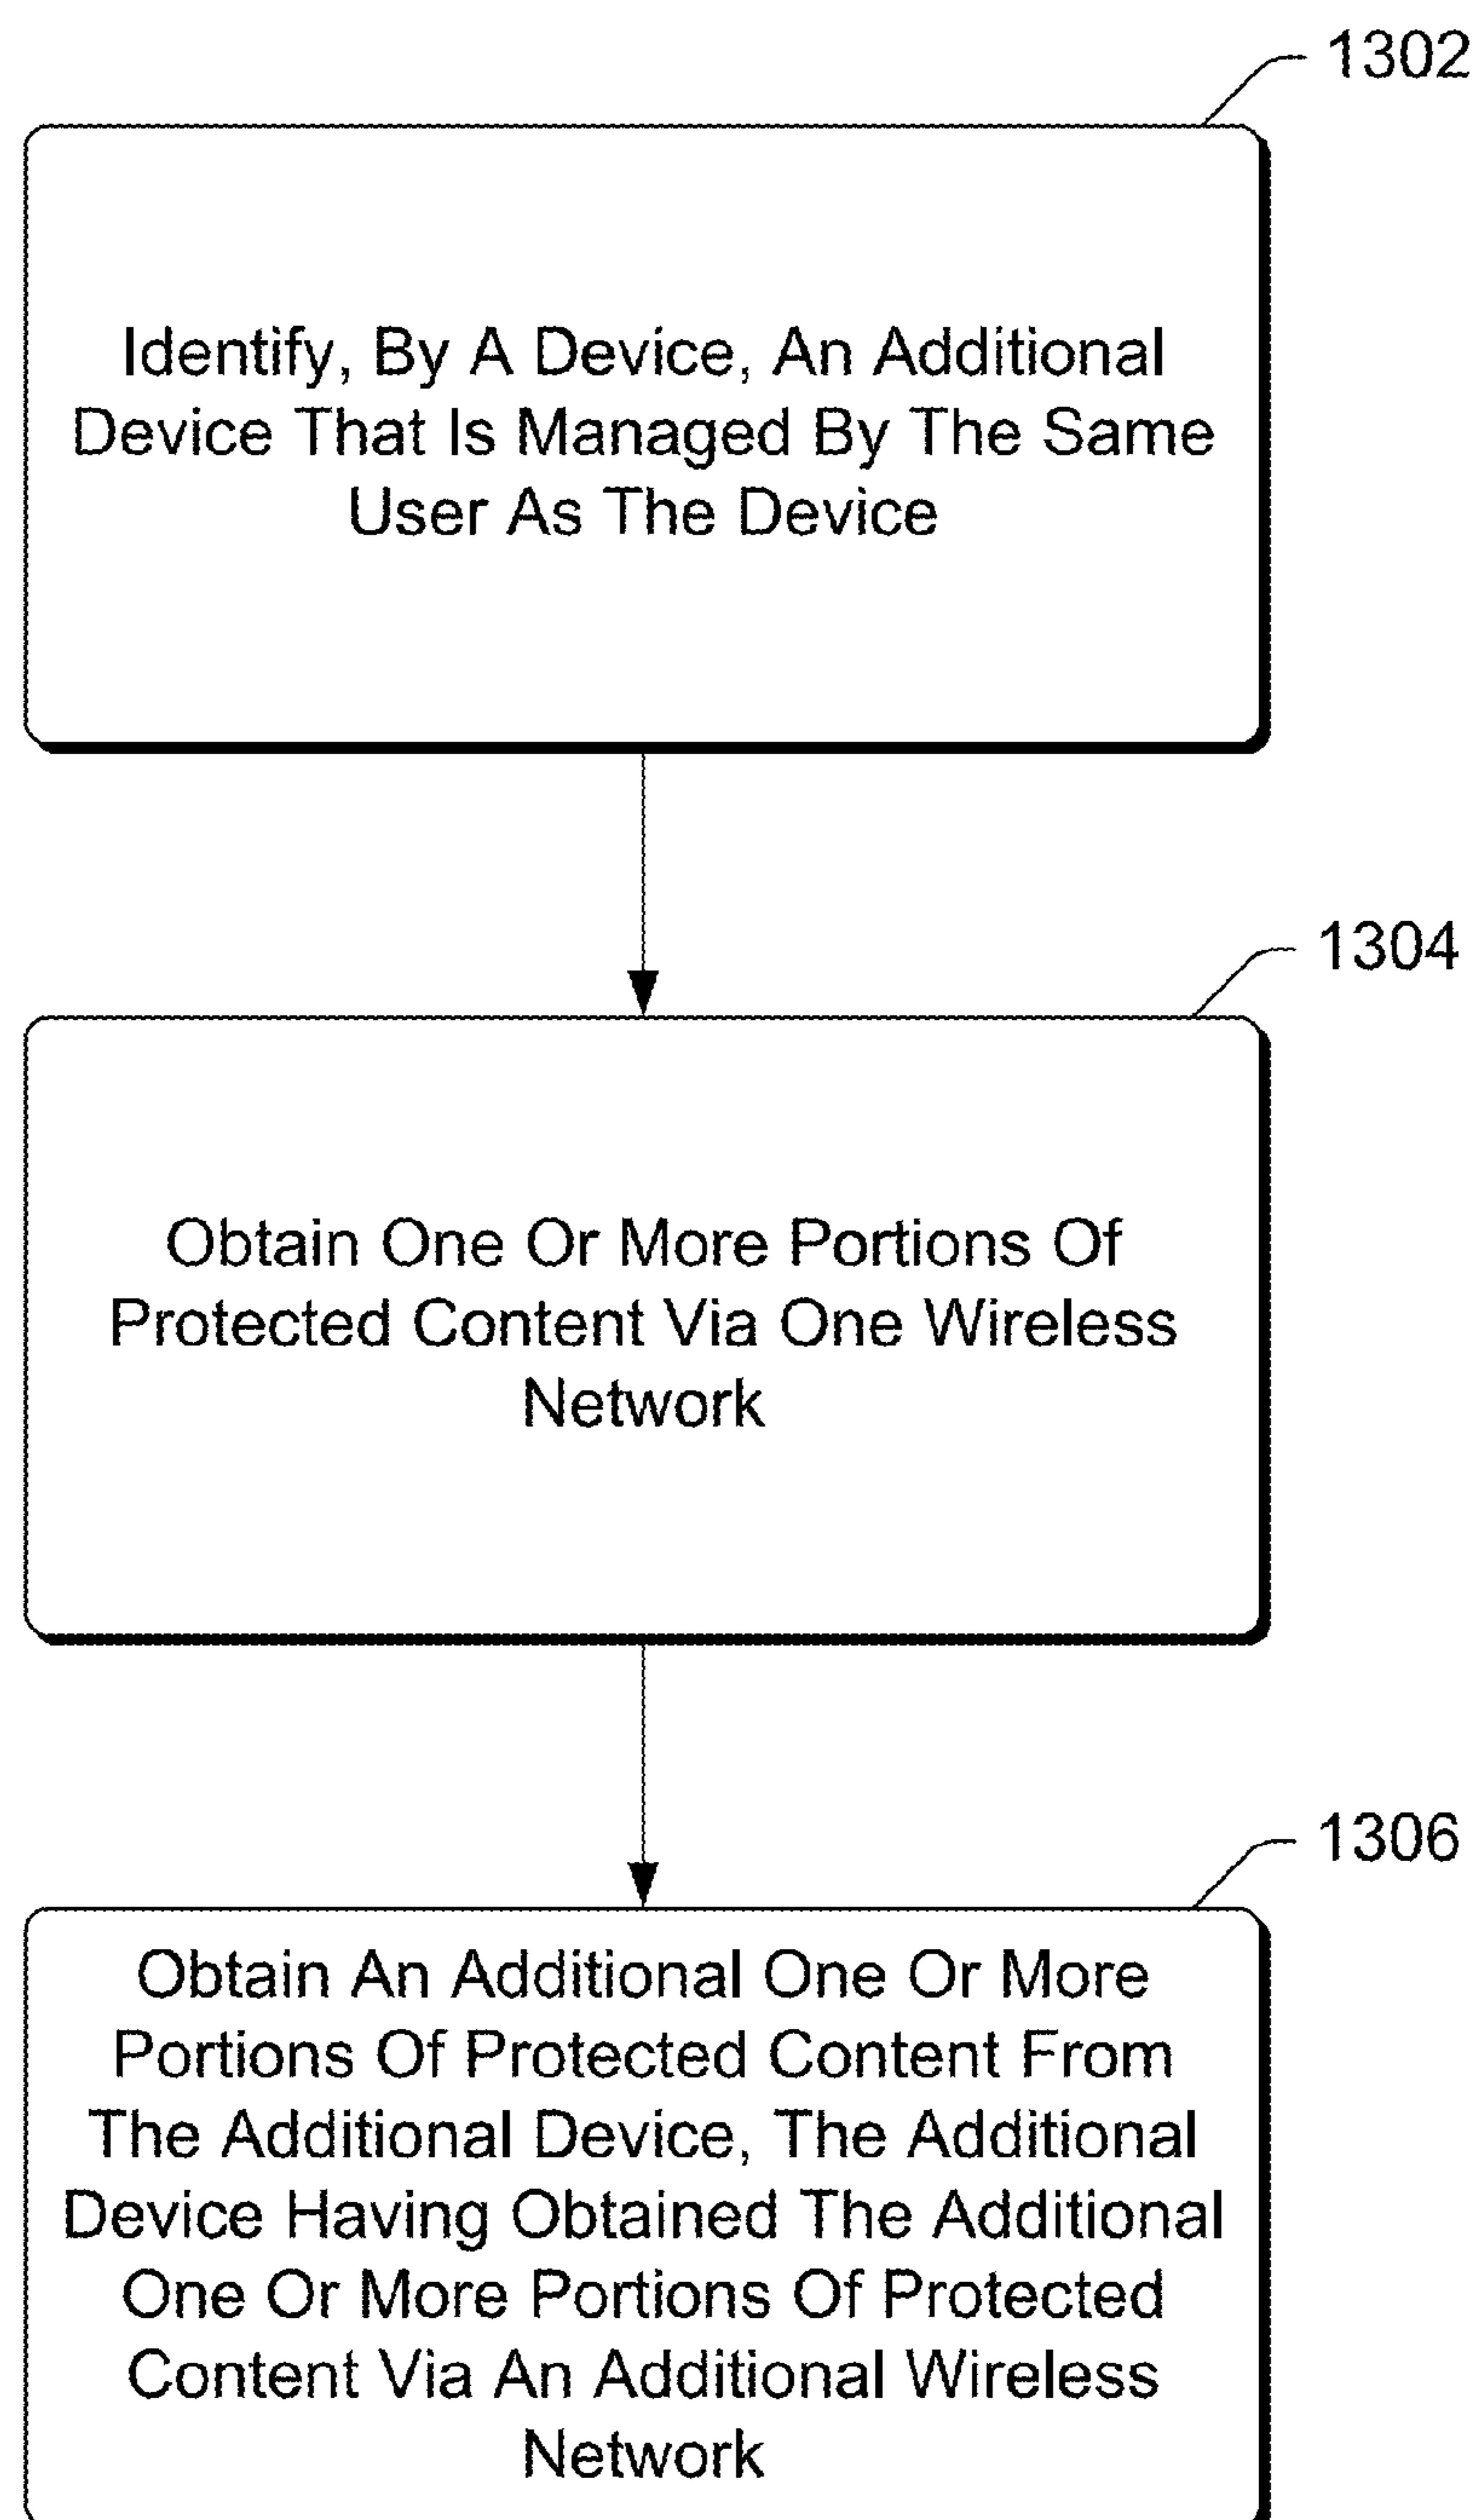 1302
Identify, By A Device, An Additional
Device That Is Managed By The Same
User As The Device
1304
Obtain One Or More Portions Of
Protected Content Via One Wireless
Network
1306
Obtain An Additional One Or More
Portions Of Protected Content From
The Additional Device, The Additional
Device Having Obtained The Additional
One Or More Portions Of Protected
Content Via An Additional Wireless
Network